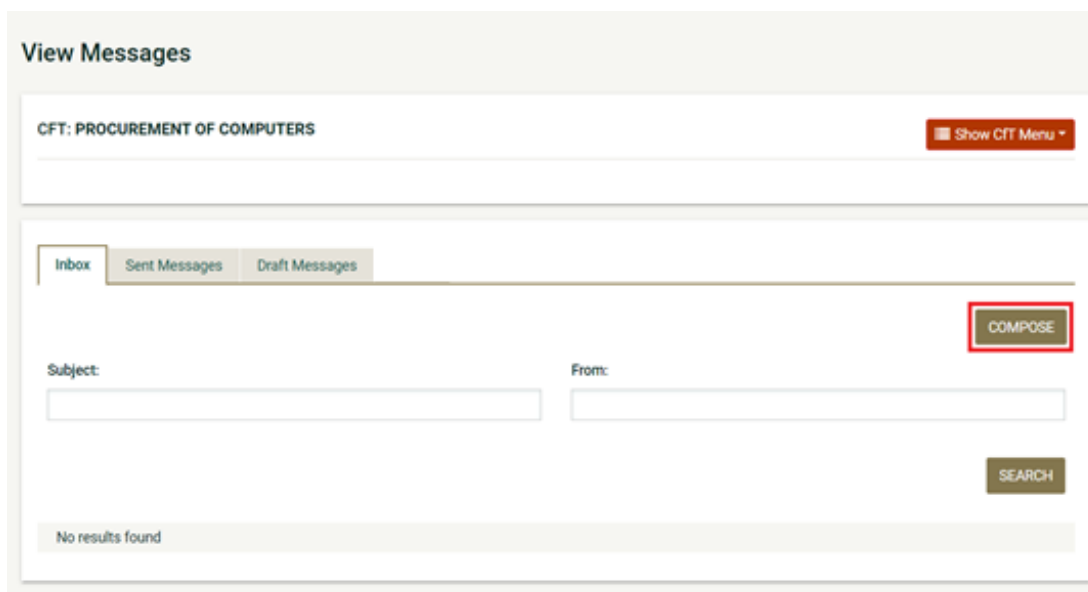 View Messages
CFT: PROCUREMENT OF COMPUTERS
Show CfT Menu
Inbox Sent Messages Draft Messages
COMPOSE
Subject: From:
SEARCH
No results found